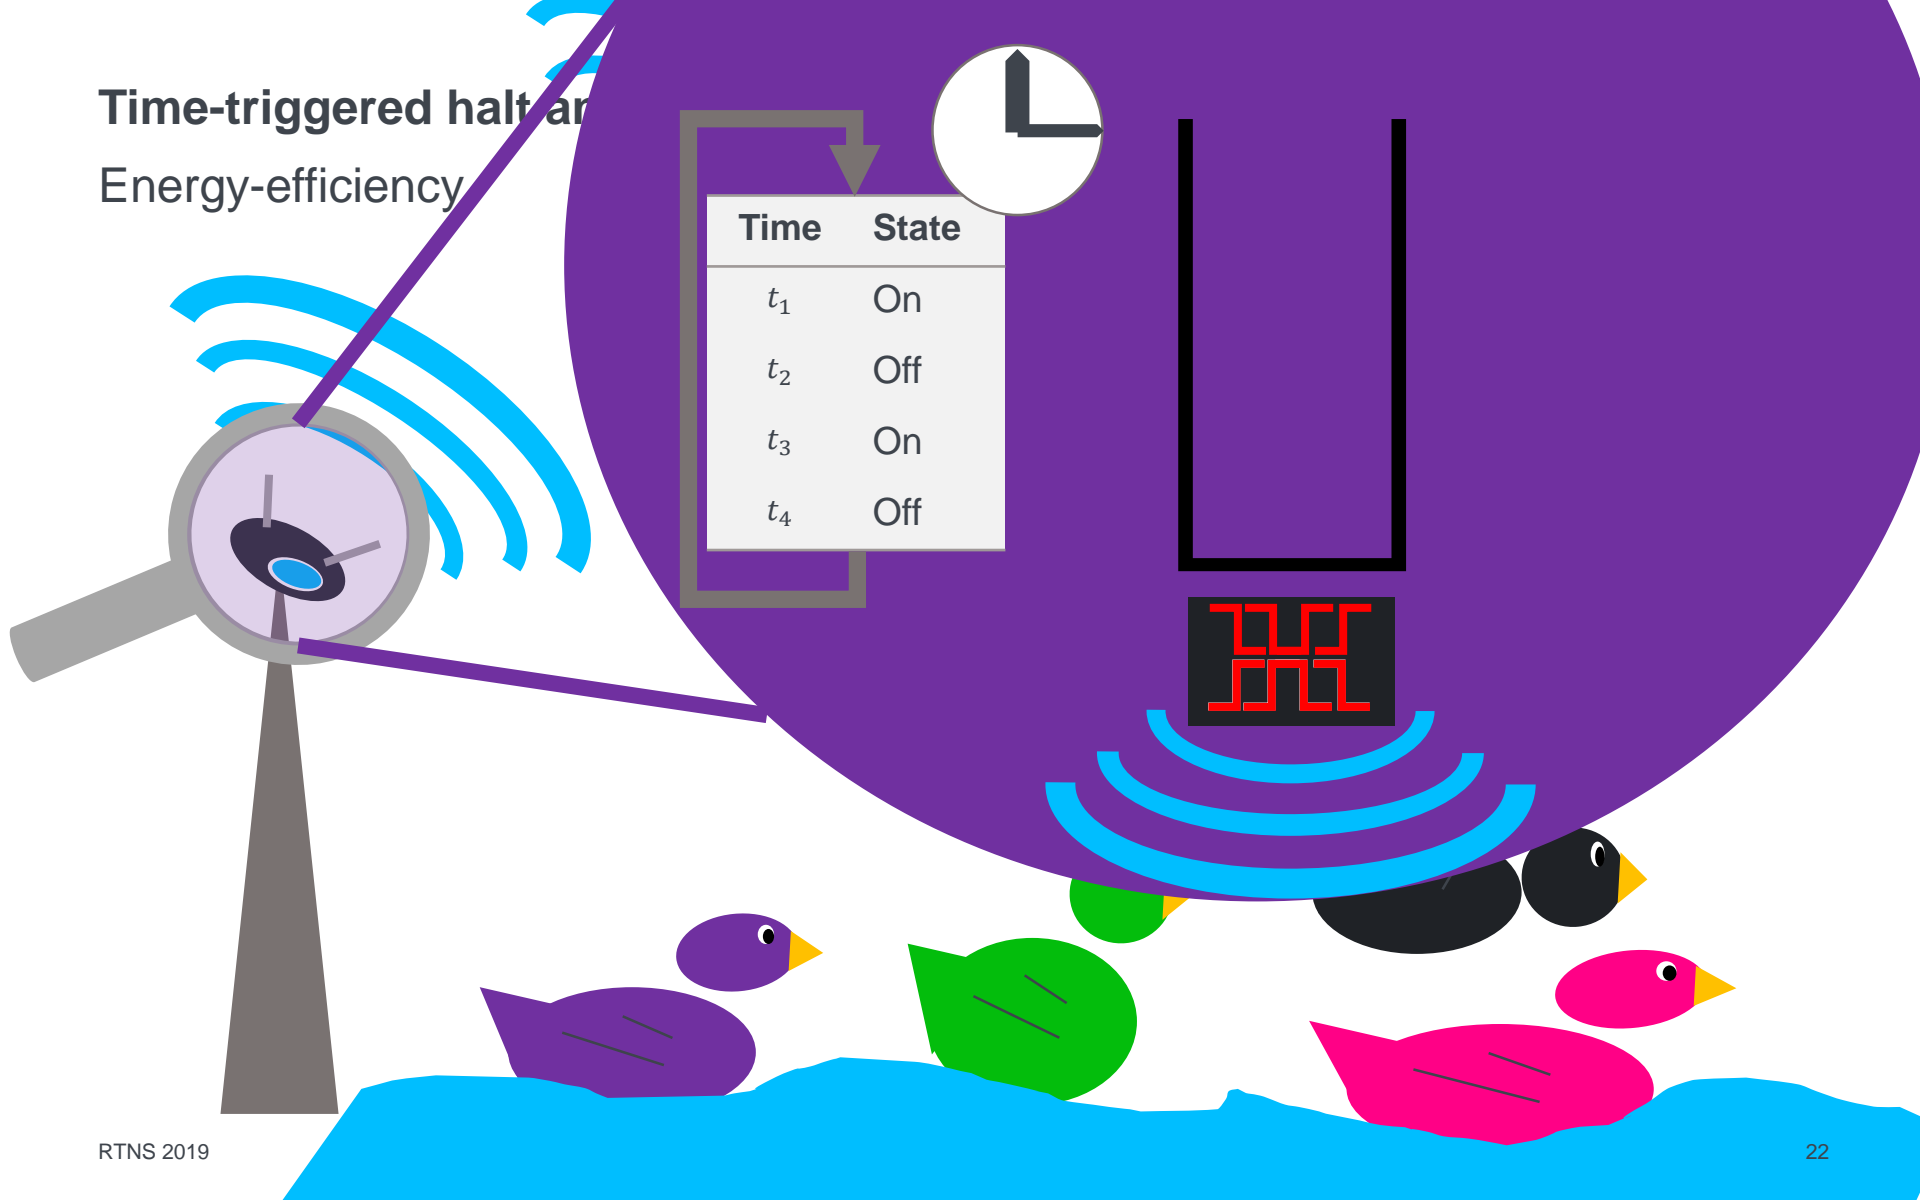 Time-triggered halt
Energy-efficiency
Time State
t1 On
t2 Off
t3 On
t4 Off
RTNS 2019
22